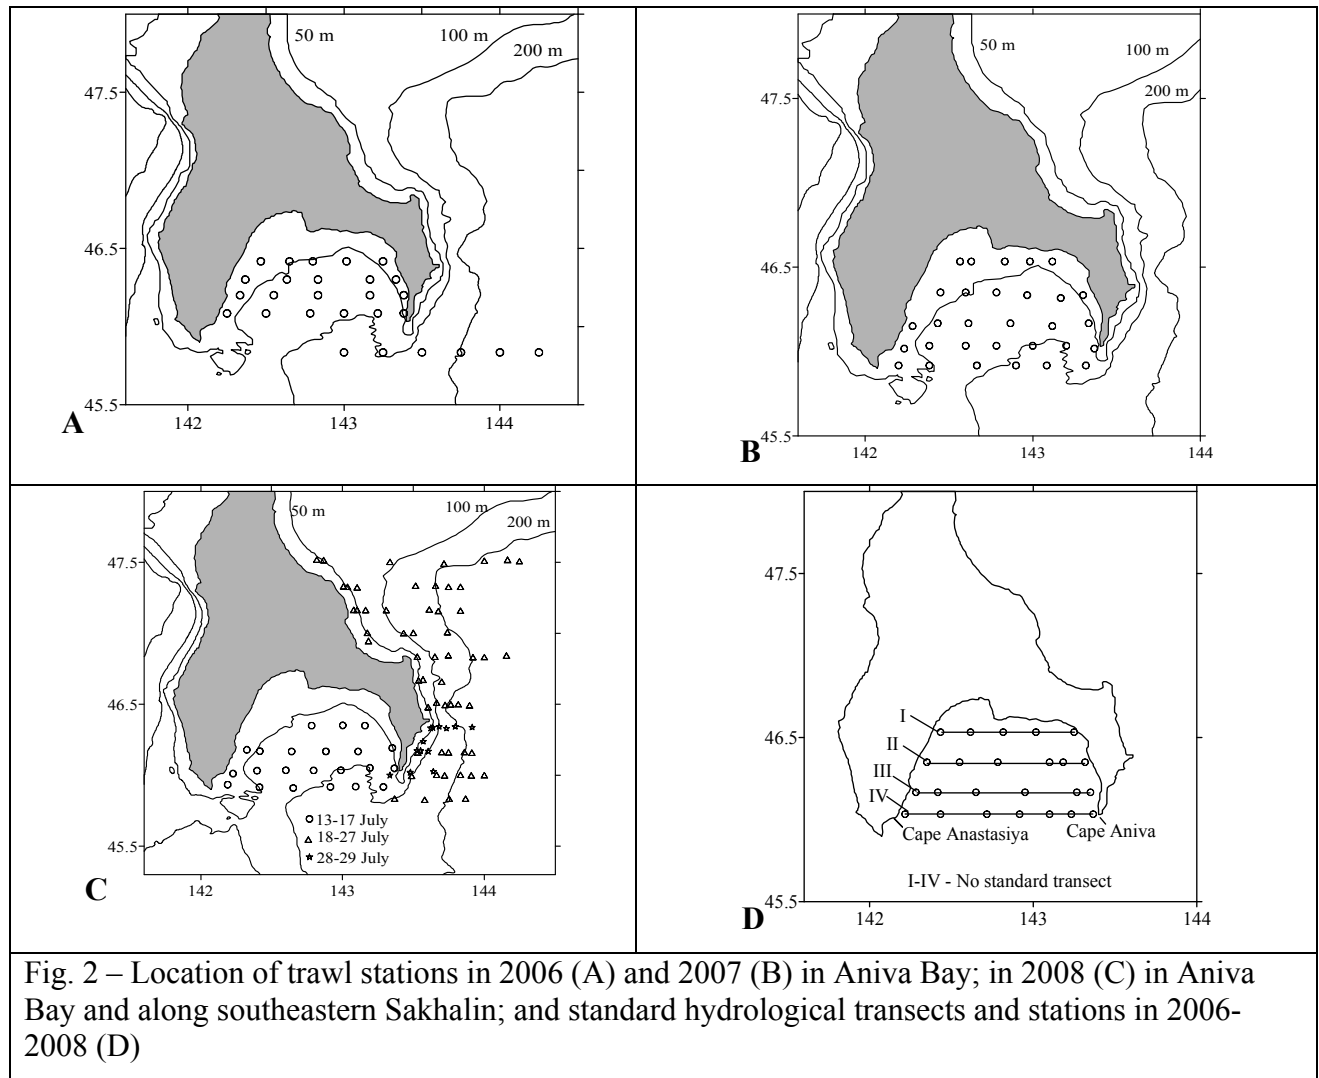 50 m
100 m
200 m
47.5
46.5
45.5
142
143
144
A
50 m
100 m
200 m
47.5
46.5
45.5
142
143
144
B
50 m
100 m
200 m
47.5
46.5
45.5
13-17 July
18-27 July
28-29 July
142
143
144
C
47.5
46.5
45.5
I
II
III
IV
Cape Anastasiya
Cape Aniva
I-IV - No standard transect
142
143
144
D
Fig. 2 – Location of trawl stations in 2006 (A) and 2007 (B) in Aniva Bay; in 2008 (C) in Aniva
Bay and along southeastern Sakhalin; and standard hydrological transects and stations in 2006-
2008 (D)